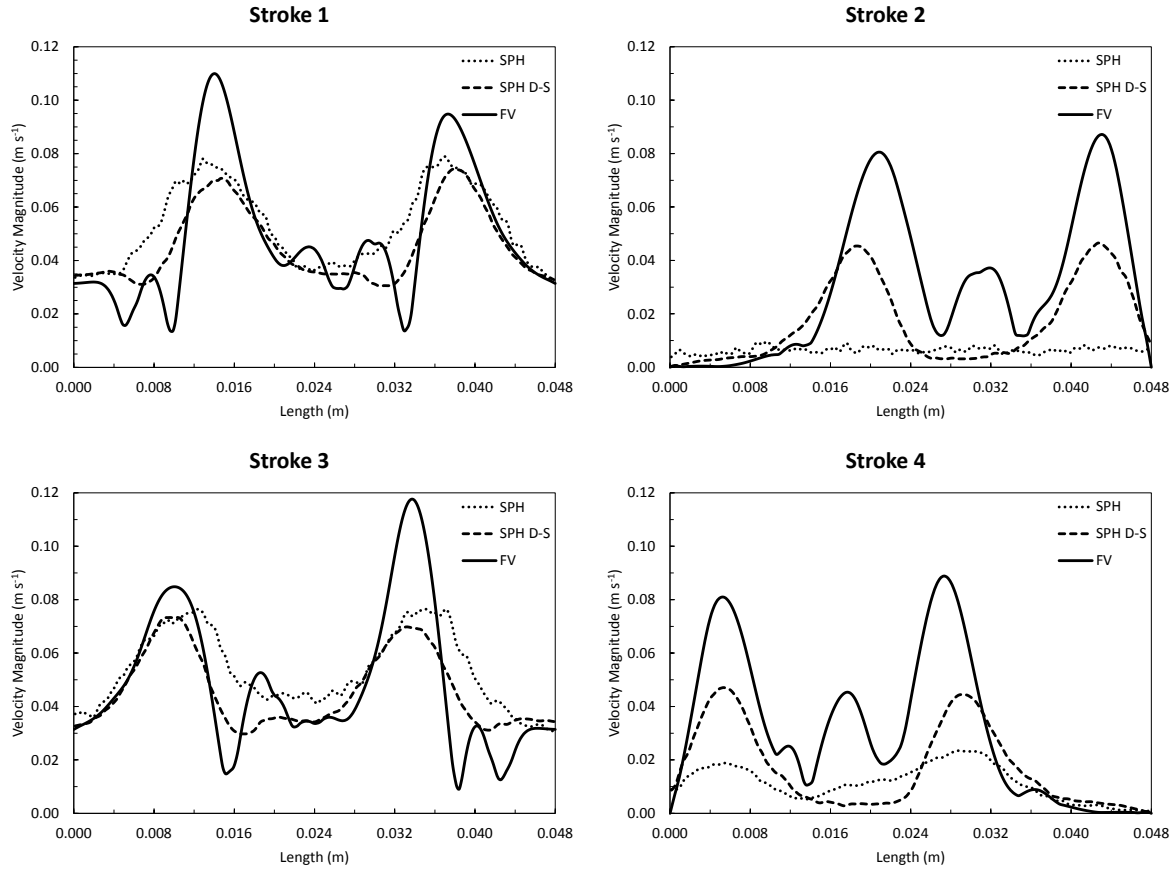 Stroke 1
Velocity Magnitude (m s⁻¹)
0.12
0.10
0.08
0.06
0.04
0.02
0.00
SPH
SPH D-S
FV
0.000 0.008 0.016 0.024 0.032 0.040 0.048
Length (m)
Stroke 2
Velocity Magnitude (m s⁻¹)
0.12
0.10
0.08
0.06
0.04
0.02
0.00
SPH
SPH D-S
FV
0.000 0.008 0.016 0.024 0.032 0.040 0.048
Length (m)
Stroke 3
Velocity Magnitude (m s⁻¹)
0.12
0.10
0.08
0.06
0.04
0.02
0.00
SPH
SPH D-S
FV
0.000 0.008 0.016 0.024 0.032 0.040 0.048
Length (m)
Stroke 4
Velocity Magnitude (m s⁻¹)
0.12
0.10
0.08
0.06
0.04
0.02
0.00
SPH
SPH D-S
FV
0.000 0.008 0.016 0.024 0.032 0.040 0.048
Length (m)